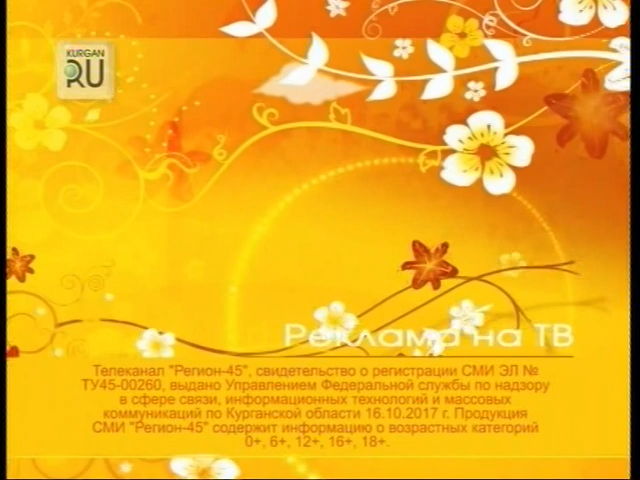 KURGAN
RU
Реклама на ТВ
Телеканал "Регион-45", свидетельство о регистрации СМИ ЭЛ №
ТУ45-00260, выдано Управлением Федеральной службы по надзору
в сфере связи, информационных технологий и массовых
коммуникаций по Курганской области 16.10.2017 г. Продукция
СМИ "Регион-45" содержит информацию о возрастных категорий
0+, 6+, 12+, 16+, 18+.